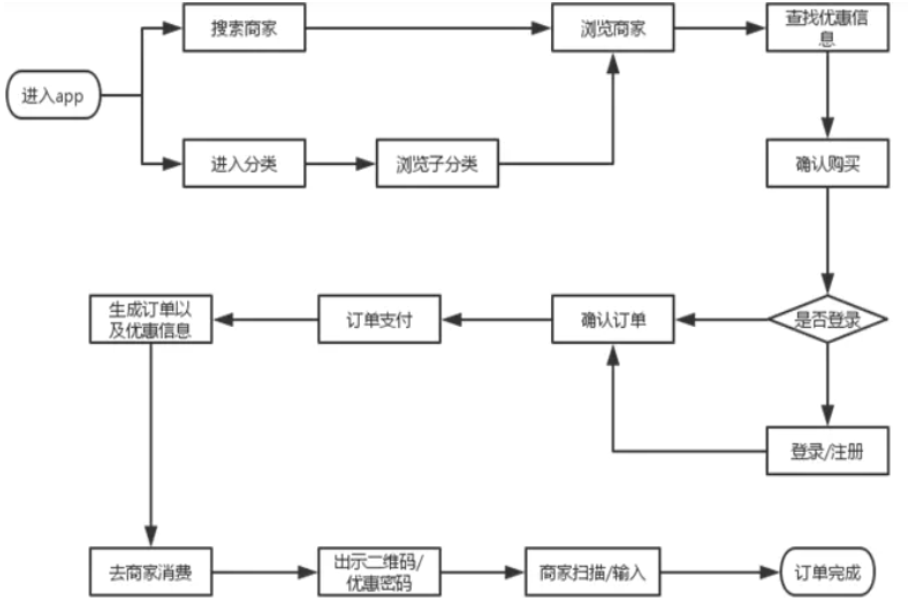 搜索商家
浏览商家
查找优惠信
息
进入app
进入分类
浏览子分类
确认购买
生成订单以
及优惠信息
订单支付
确认订单
是否登录
登录/注册
去商家消费
出示二维码/
优惠密码
商家扫描/输入
订单完成